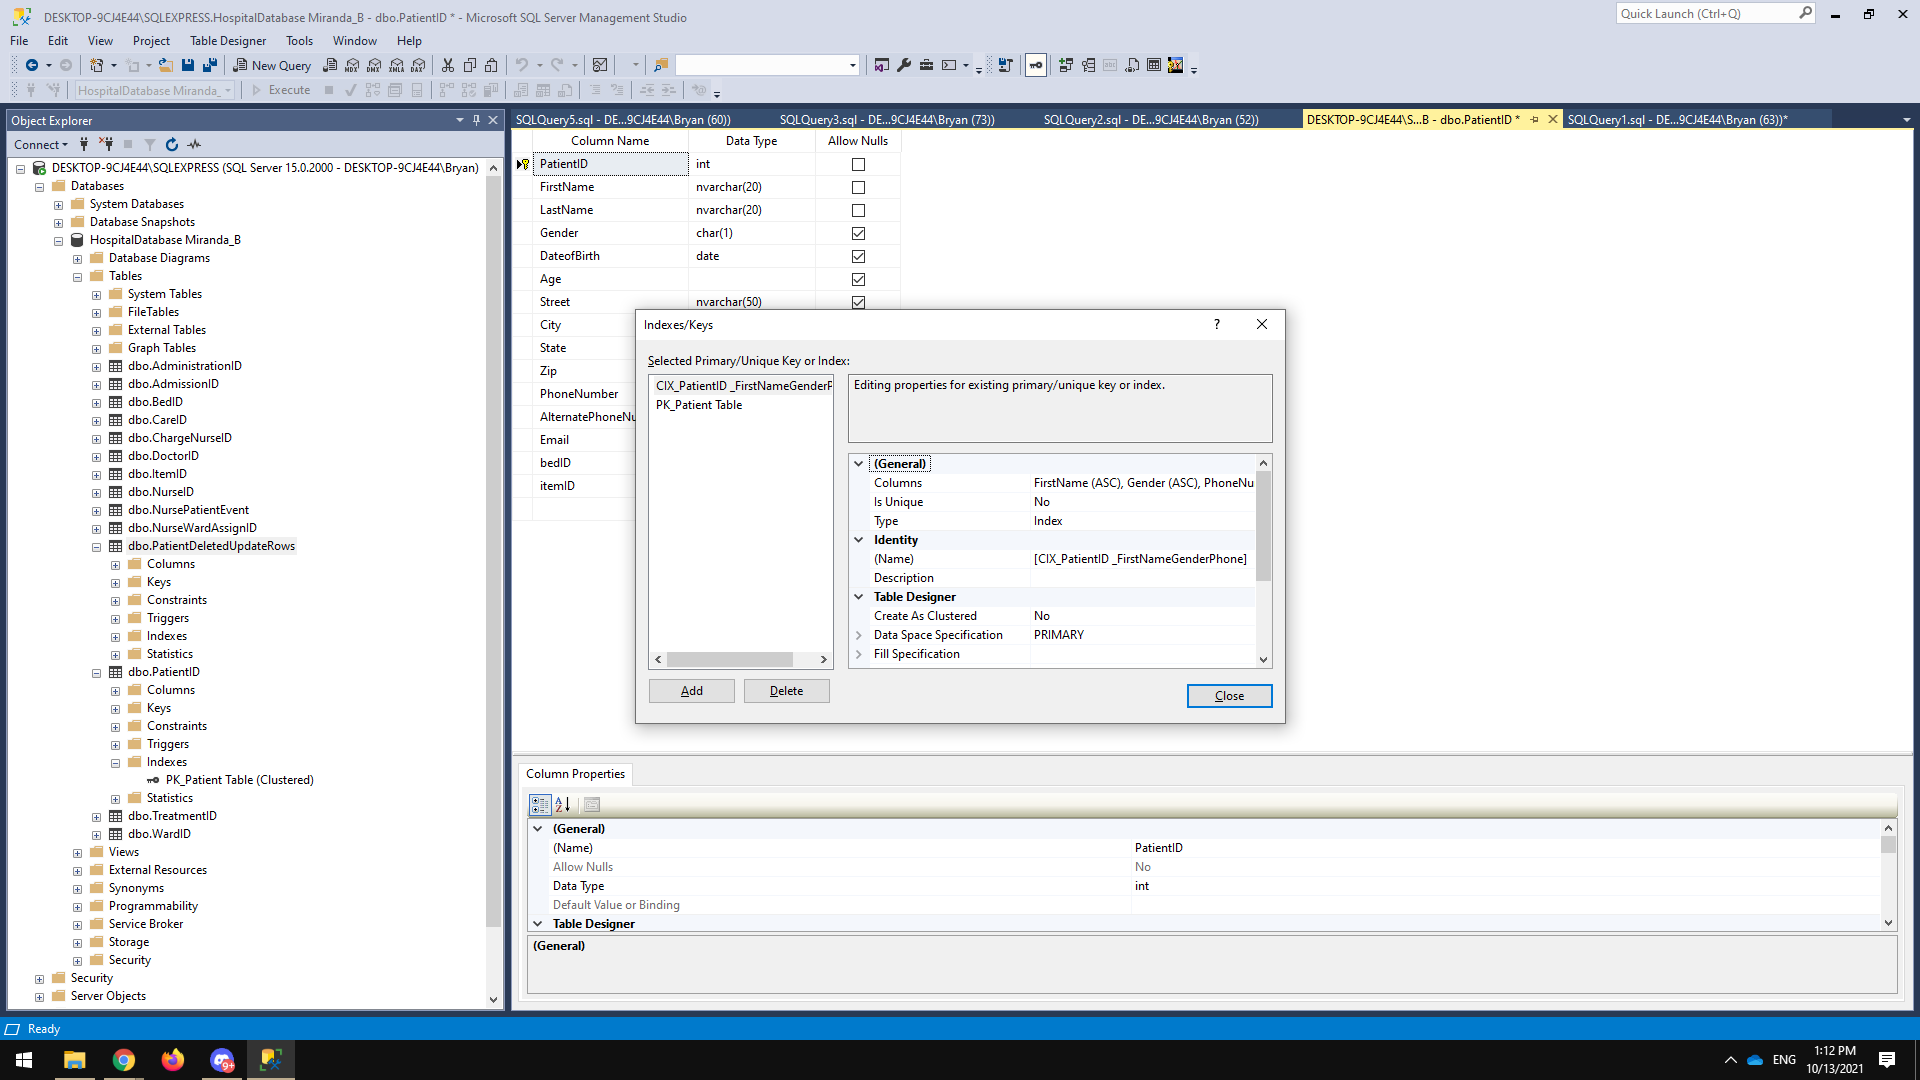 DESKTOP-9CJ4E44\SQLEXPRESS.HospitalDatabase Miranda_B - dbo.PatientID * - Microsoft SQL Server Management Studio
Quick Launch (Ctrl+Q)
File Edit View Project Table Designer Tools Window Help
New Query
MDX DMX XMLA DAX
HospitalDatabase Miranda_
Execute
Object Explorer
Connect
DESKTOP-9CJ4E44\SQLEXPRESS (SQL Server 15.0.2000 - DESKTOP-9CJ4E44\Bryan)
Databases
System Databases
Database Snapshots
HospitalDatabase Miranda_B
Database Diagrams
Tables
System Tables
FileTables
External Tables
Graph Tables
dbo.AdministrationID
dbo.AdmissionID
dbo.BedID
dbo.CareID
dbo.ChargeNurseID
dbo.DoctorID
dbo.ItemID
dbo.NurseID
dbo.NursePatientEvent
dbo.NurseWardAssignID
dbo.PatientDeletedUpdateRows
Columns
Keys
Constraints
Triggers
Indexes
Statistics
dbo.PatientID
Columns
Keys
Constraints
Triggers
Indexes
PK_Patient Table (Clustered)
Statistics
dbo.TreatmentID
dbo.WardID
Views
External Resources
Synonyms
Programmability
Service Broker
Storage
Security
Security
Server Objects
SQLQuery5.sql - DE...9CJ4E44\Bryan (60)) SQLQuery3.sql - DE...9CJ4E44\Bryan (73)) SQLQuery2.sql - DE...9CJ4E44\Bryan (52)) DESKTOP-9CJ4E44\S...B - dbo.PatientID * SQLQuery1.sql - DE...9CJ4E44\Bryan (63))*
Column Name Data Type Allow Nulls
PatientID int
FirstName nvarchar(20)
LastName nvarchar(20)
Gender char(1)
DateofBirth date
Age
Street nvarchar(50)
City
State
Zip
PhoneNumber
AlternatePhoneNu
Email
bedID
itemID
Indexes/Keys
?
Selected Primary/Unique Key or Index:
CIX_PatientID _FirstNameGenderP
PK_Patient Table
Editing properties for existing primary/unique key or index.
(General)
Columns FirstName (ASC), Gender (ASC), PhoneNu
Is Unique No
Type Index
Identity
(Name) [CIX_PatientID _FirstNameGenderPhone]
Description
Table Designer
Create As Clustered No
Data Space Specification PRIMARY
Fill Specification
Add Delete
Close
Column Properties
(General)
(Name) PatientID
Allow Nulls No
Data Type int
Default Value or Binding
Table Designer
(General)
Ready
9+
ENG
1:12 PM
10/13/2021